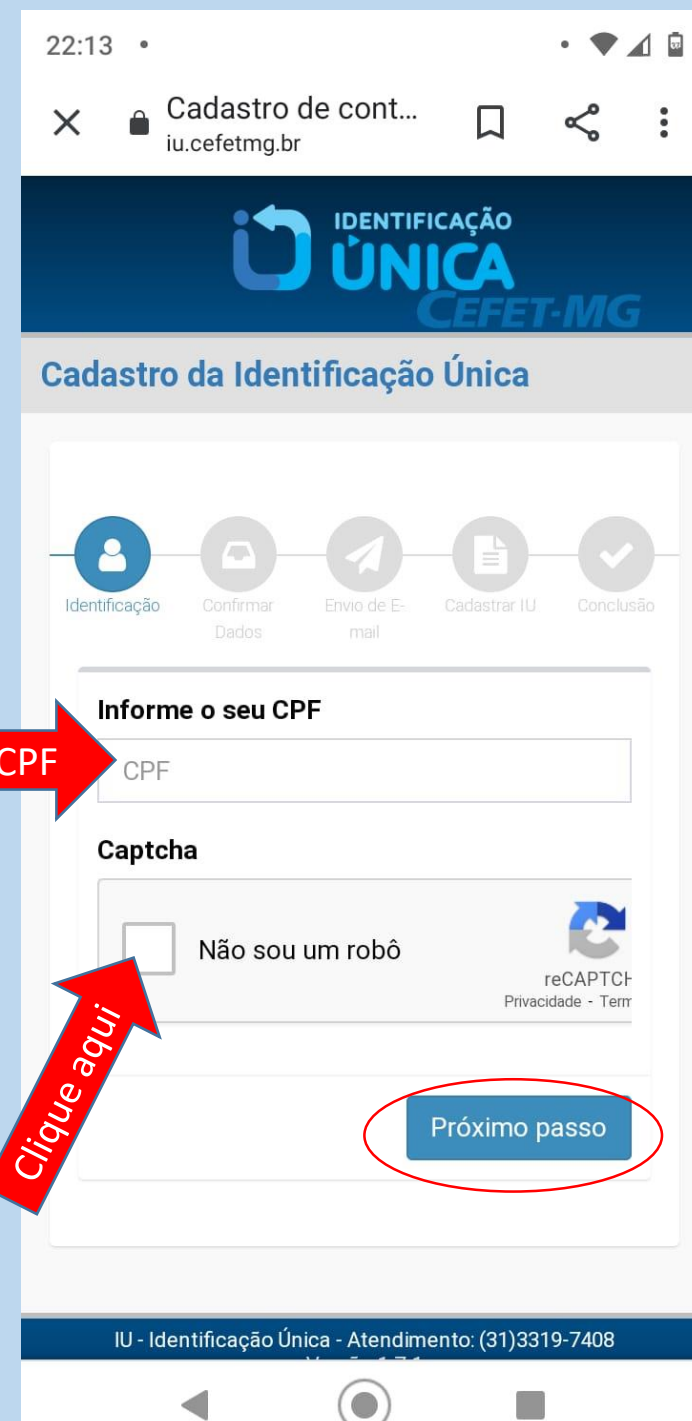 22:13
Cadastro de cont...
iu.cefetmg.br
IDENTIFICAÇÃO
ÚNICA
CEFET-MG
Cadastro da Identificação Única
Identificação
Confirmar
Dados
Envio de E-
mail
Cadastrar IU
Conclusão
Informe o seu CPF
CPF
CPF
Captcha
Não sou um robô
reCAPTCH
Privacidade - Term
Clique aqui
Próximo passo
IU - Identificação Única - Atendimento: (31)3319-7408